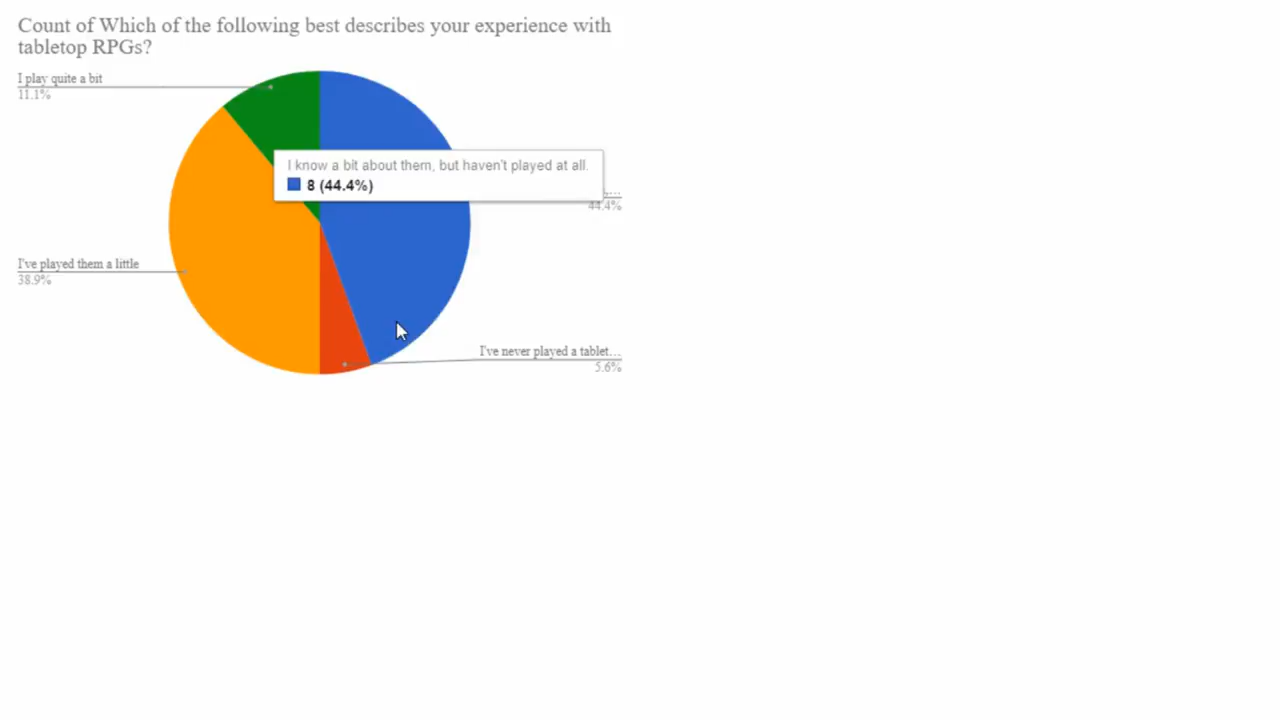 Count of Which of the following best describes your experience with
tabletop RPGs?
I play quite a bit
11.1%
I know a bit about them, but haven't played at all.
8 (44.4%)
...
44.4%
I've played them a little
38.9%
I've never played a tablet...
5.6%